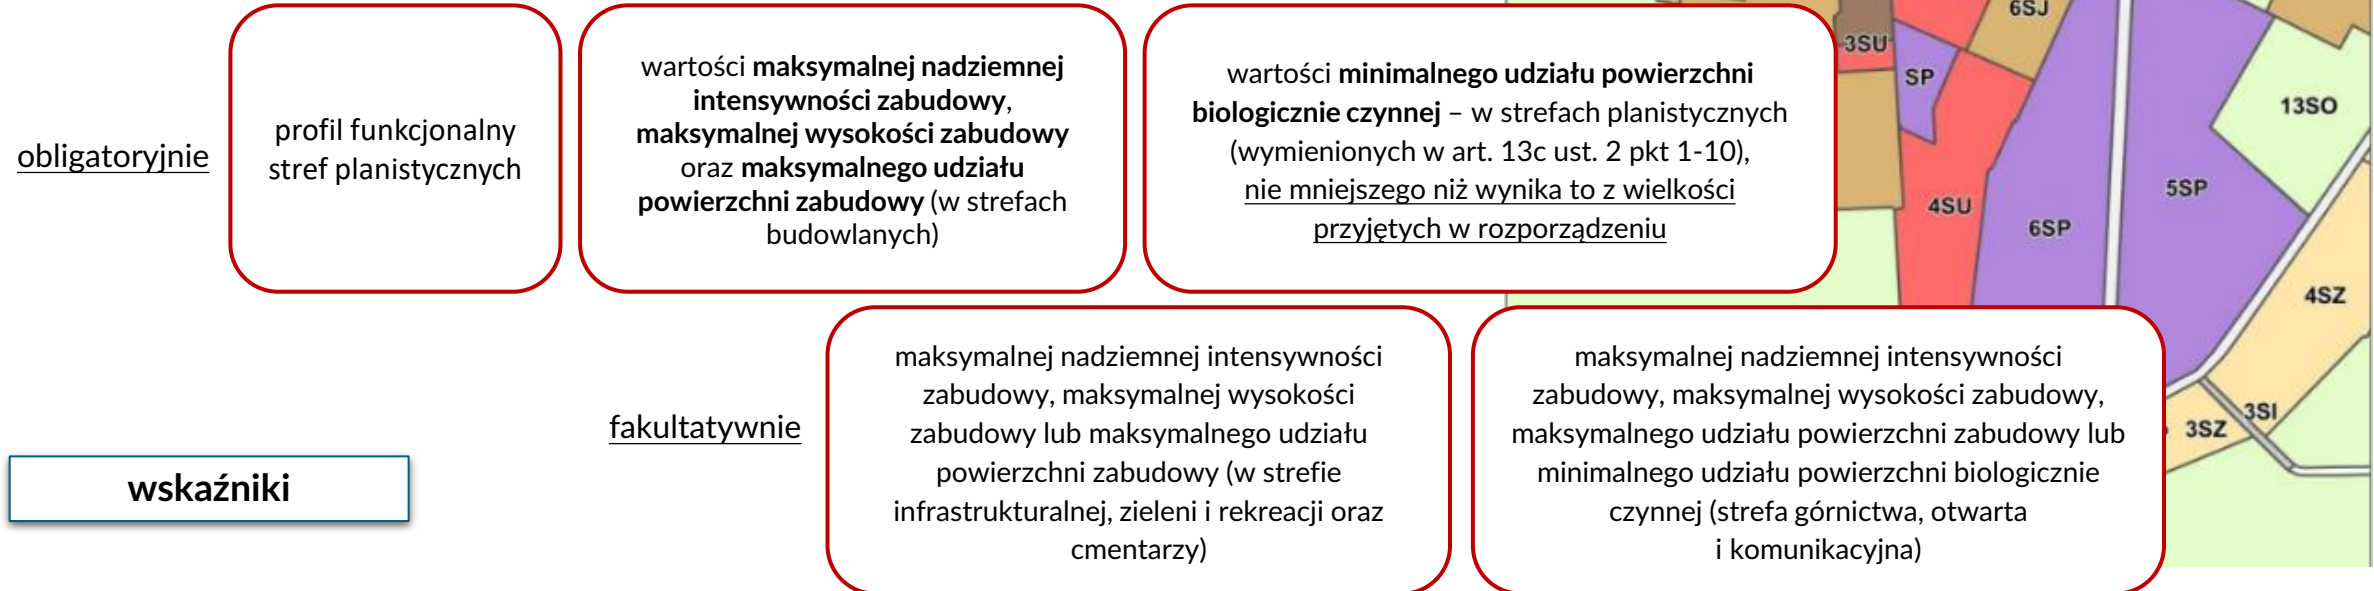 obligatoryjnie
profil funkcjonalny
stref planistycznych
wartości maksymalnej nadziemnej
intensywności zabudowy,
maksymalnej wysokości zabudowy
oraz maksymalnego udziału
powierzchni zabudowy (w strefach
budowlanych)
wartości minimalnego udziału powierzchni
biologicznie czynnej – w strefach planistycznych
(wymienionych w art. 13c ust. 2 pkt 1-10),
nie mniejszego niż wynika to z wielkości
przyjętych w rozporządzeniu
fakultatywnie
maksymalnej nadziemnej intensywności
zabudowy, maksymalnej wysokości
zabudowy lub maksymalnego udziału
powierzchni zabudowy (w strefie
infrastrukturalnej, zieleni i rekreacji oraz
cmentarzy)
maksymalnej nadziemnej intensywności
zabudowy, maksymalnej wysokości zabudowy,
maksymalnego udziału powierzchni zabudowy lub
minimalnego udziału powierzchni biologicznie
czynnej (strefa górnictwa, otwarta
i komunikacyjna)
wskaźniki
6SJ
3SU
SP
13SO
5SP
4SU
6SP
4SZ
3SI
3SZ